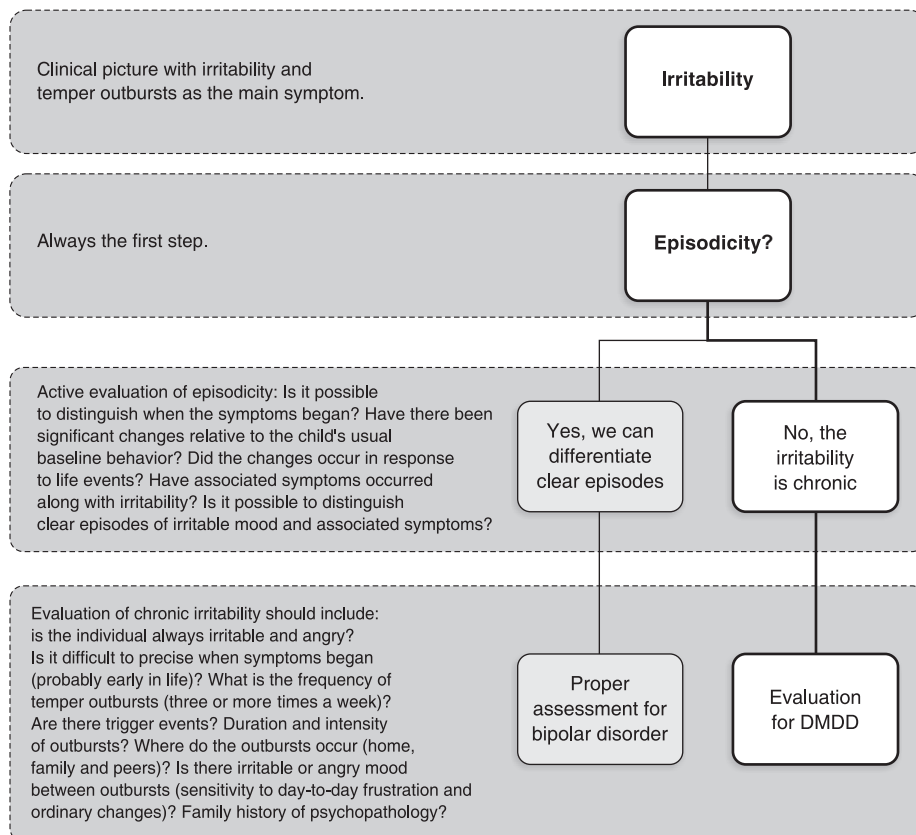 Clinical picture with irritability and
temper outbursts as the main symptom.
Irritability
Always the first step.
Episodicity?
Active evaluation of episodicity: Is it possible
to distinguish when the symptoms began? Have there been
significant changes relative to the child's usual
baseline behavior? Did the changes occur in response
to life events? Have associated symptoms occurred
along with irritability? Is it possible to distinguish
clear episodes of irritable mood and associated symptoms?
Yes, we can
differentiate
clear episodes
No, the
irritability
is chronic
Evaluation of chronic irritability should include:
is the individual always irritable and angry?
Is it difficult to precise when symptoms began
(probably early in life)? What is the frequency of
temper outbursts (three or more times a week)?
Are there trigger events? Duration and intensity
of outbursts? Where do the outbursts occur (home,
family and peers)? Is there irritable or angry mood
between outbursts (sensitivity to day-to-day frustration and
ordinary changes)? Family history of psychopathology?
Proper
assessment for
bipolar disorder
Evaluation
for DMDD